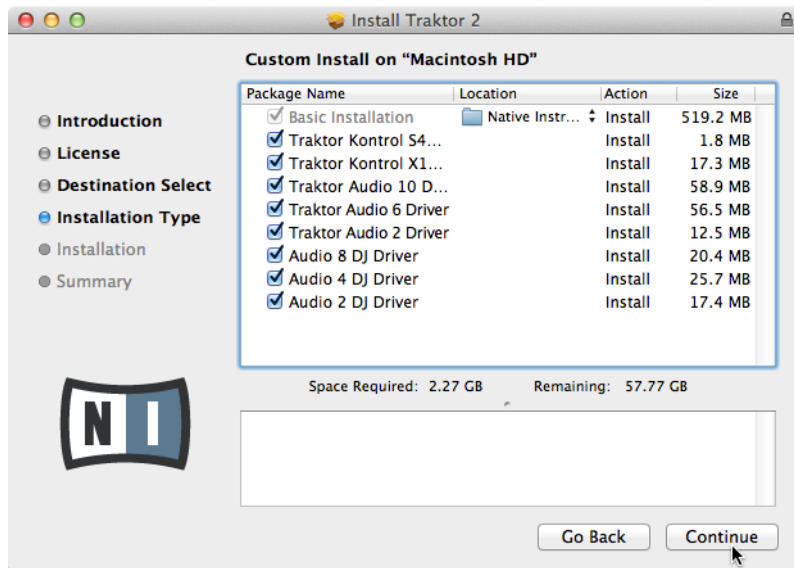 Install Traktor 2
Custom Install on “Macintosh HD”
Introduction
License
Destination Select
Installation Type
Installation
Summary
Package Name Location Action Size
Basic Installation Native Instr... Install 519.2 MB
Traktor Kontrol S4... Install 1.8 MB
Traktor Kontrol X1... Install 17.3 MB
Traktor Audio 10 D... Install 58.9 MB
Traktor Audio 6 Driver Install 56.5 MB
Traktor Audio 2 Driver Install 12.5 MB
Audio 8 DJ Driver Install 20.4 MB
Audio 4 DJ Driver Install 25.7 MB
Audio 2 DJ Driver Install 17.4 MB
Space Required: 2.27 GB Remaining: 57.77 GB
NI
Go Back Continue